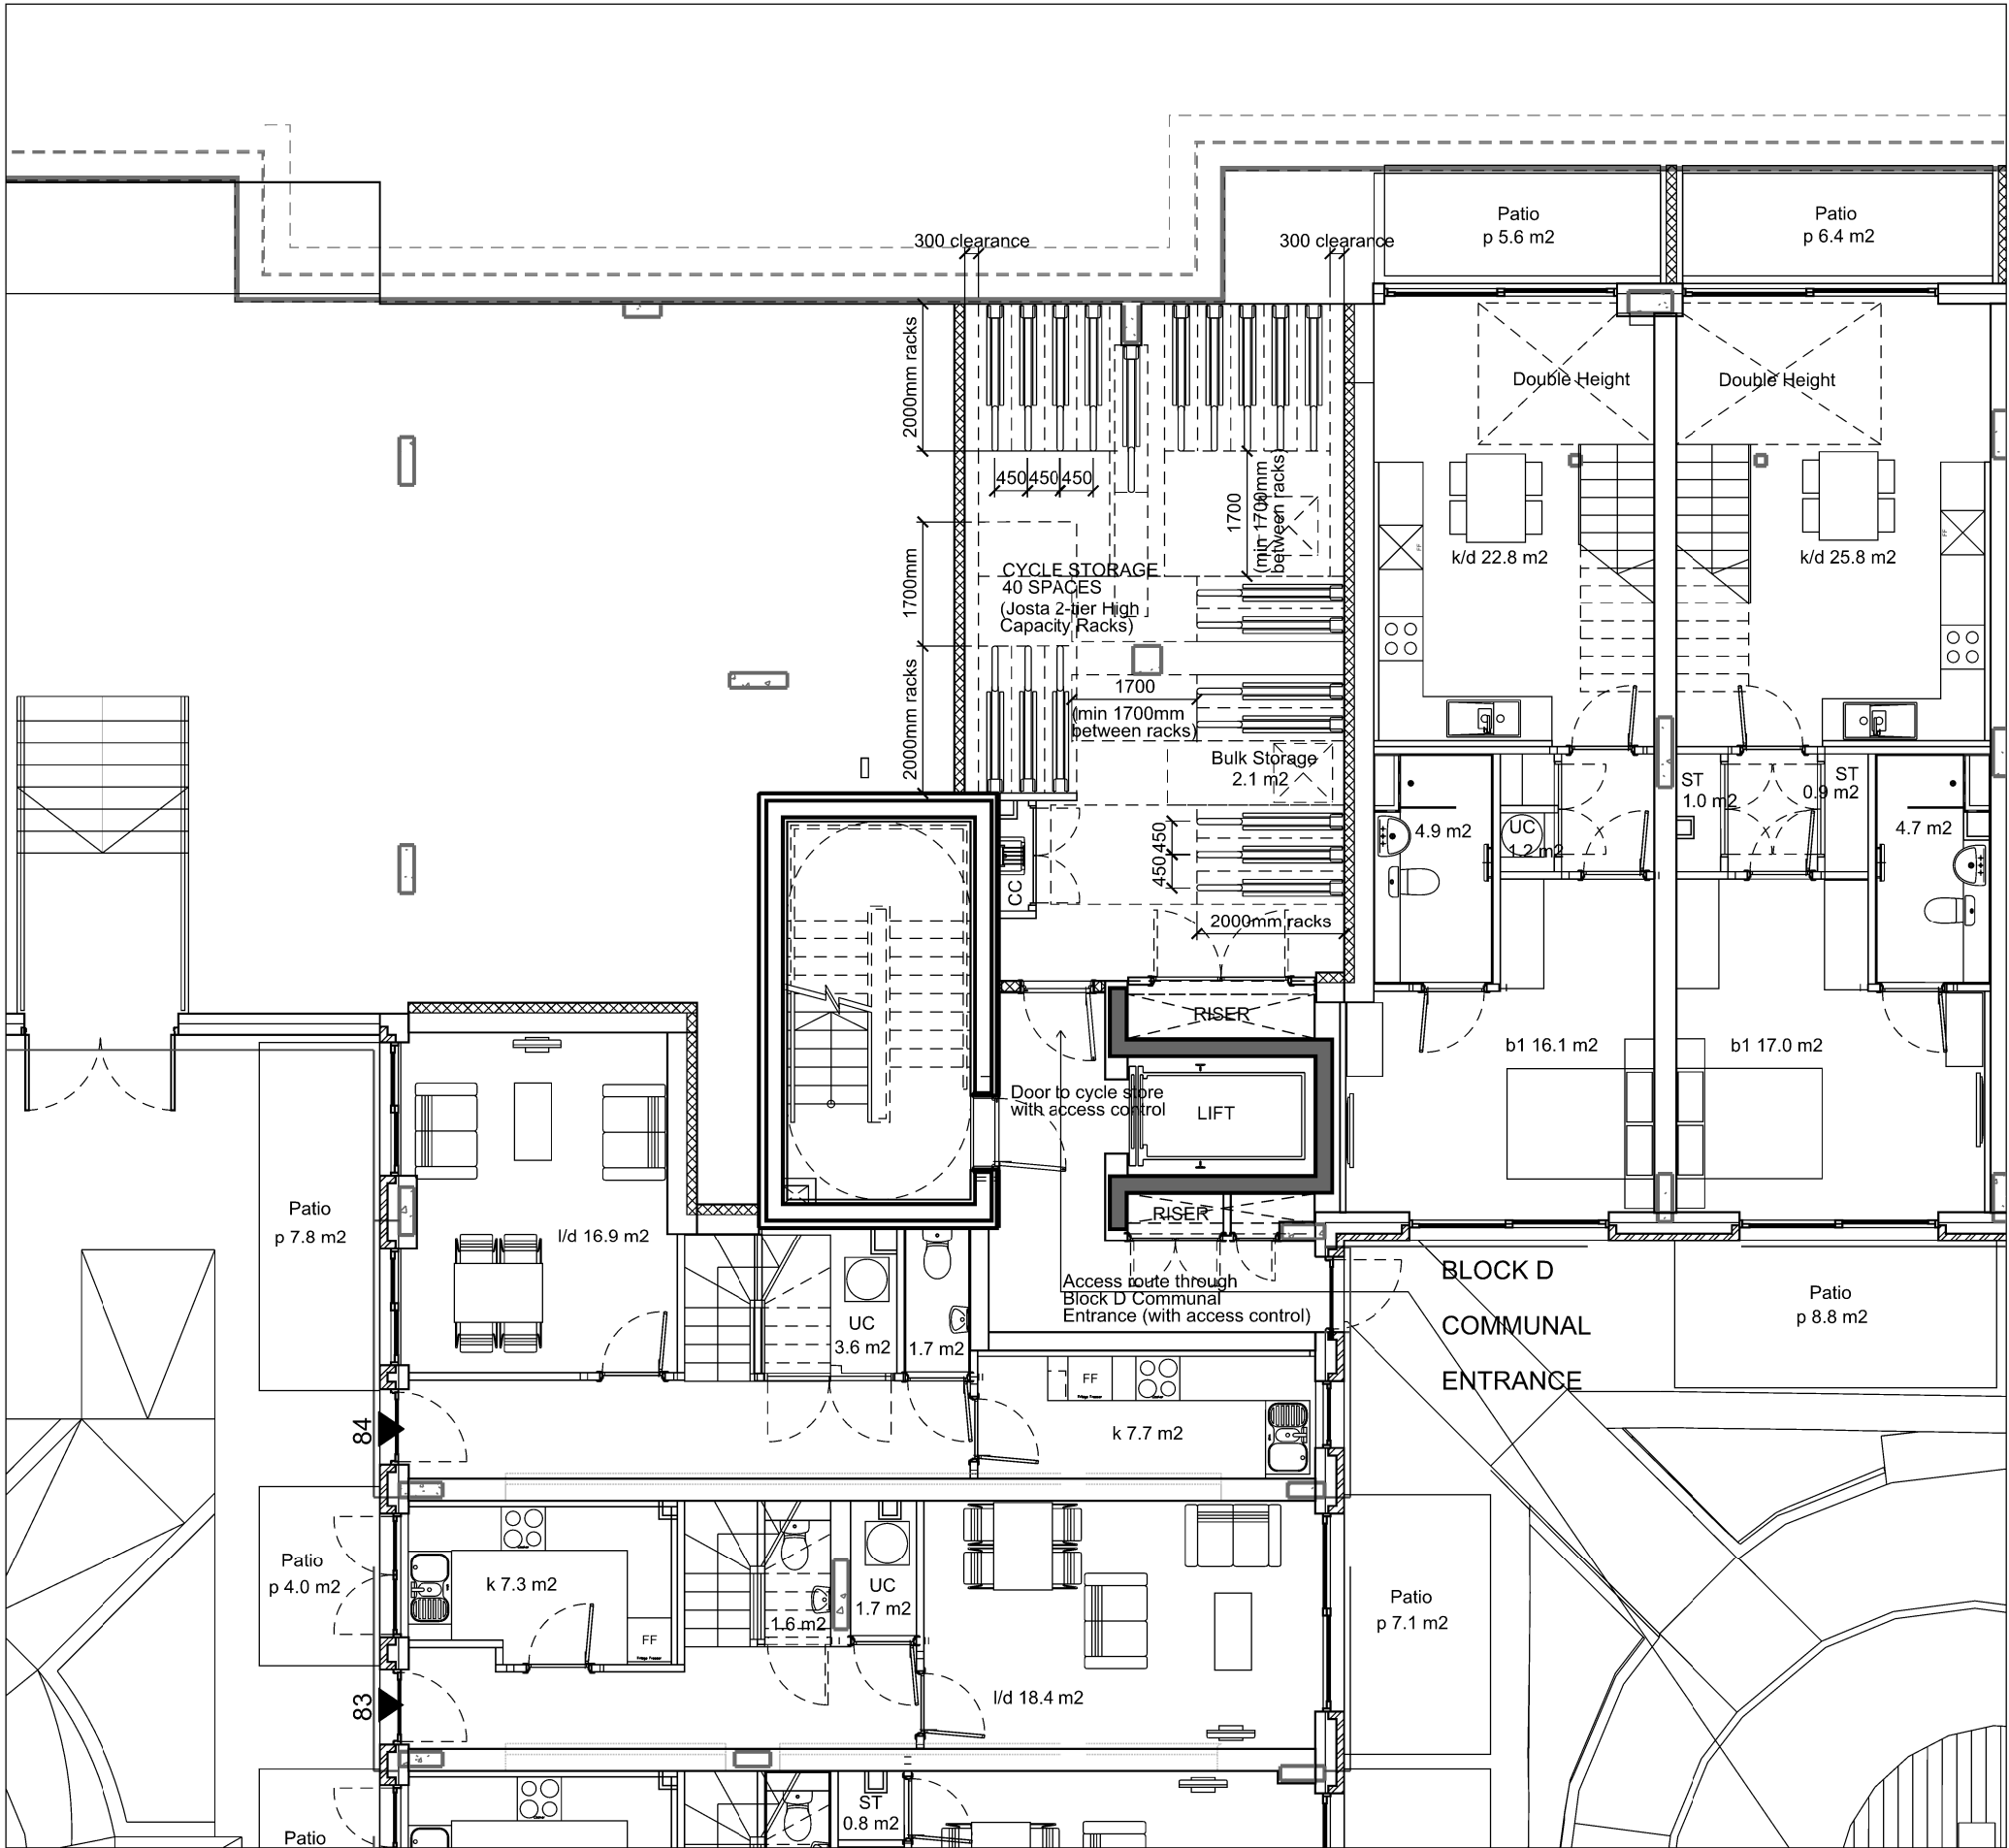 Patio
p 5.6 m2
Patio
p 6.4 m2
300 clearance
300 clearance
2000mm racks
Double Height
Double Height
450
450
450
1700
(min 1700mm
between racks)
k/d 22.8 m2
k/d 25.8 m2
FF
FF
1700mm
CYCLE STORAGE
40 SPACES
(Josta 2-tier High
Capacity Racks)
2000mm racks
1700
(min 1700mm
between racks)
Bulk Storage
2.1 m2
ST
1.0 m2
ST
0.9 m2
4.9 m2
UC
1.2 m2
4.7 m2
450
450
CC
2000mm racks
RISER
b1 16.1 m2
b1 17.0 m2
Door to cycle store
with access control
LIFT
Patio
p 7.8 m2
l/d 16.9 m2
RISER
Access route through
Block D Communal
Entrance (with access control)
BLOCK D
COMMUNAL
ENTRANCE
Patio
p 8.8 m2
UC
3.6 m2
1.7 m2
FF
Fridge Freezer
84
k 7.7 m2
Patio
p 4.0 m2
k 7.3 m2
UC
1.7 m2
1.6 m2
FF
Fridge Freezer
Patio
p 7.1 m2
83
l/d 18.4 m2
ST
0.8 m2
Patio